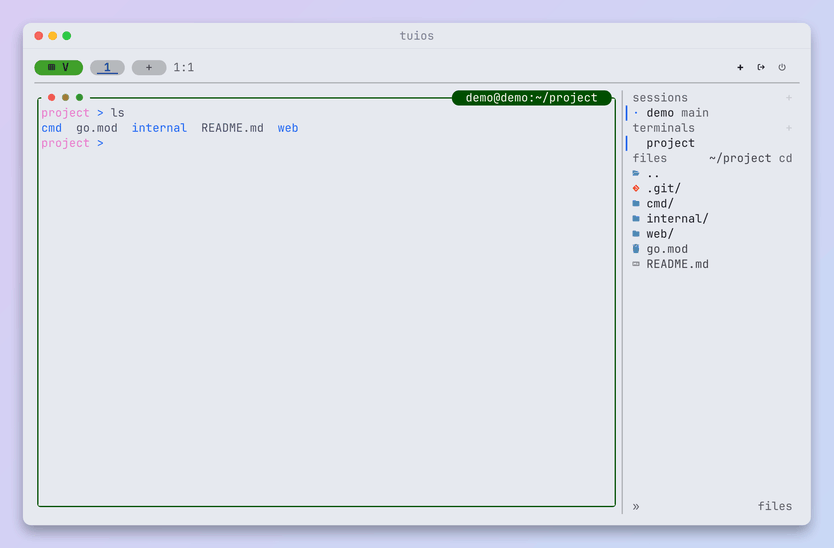 tuios
V 1 + 1:1 +
demo@demo:~/project
project > ls
cmd go.mod internal README.md web
project >
sessions +
· demo main
terminals +
project
files ~/project cd
..
.git/
cmd/
internal/
web/
go.mod
README.md
» files